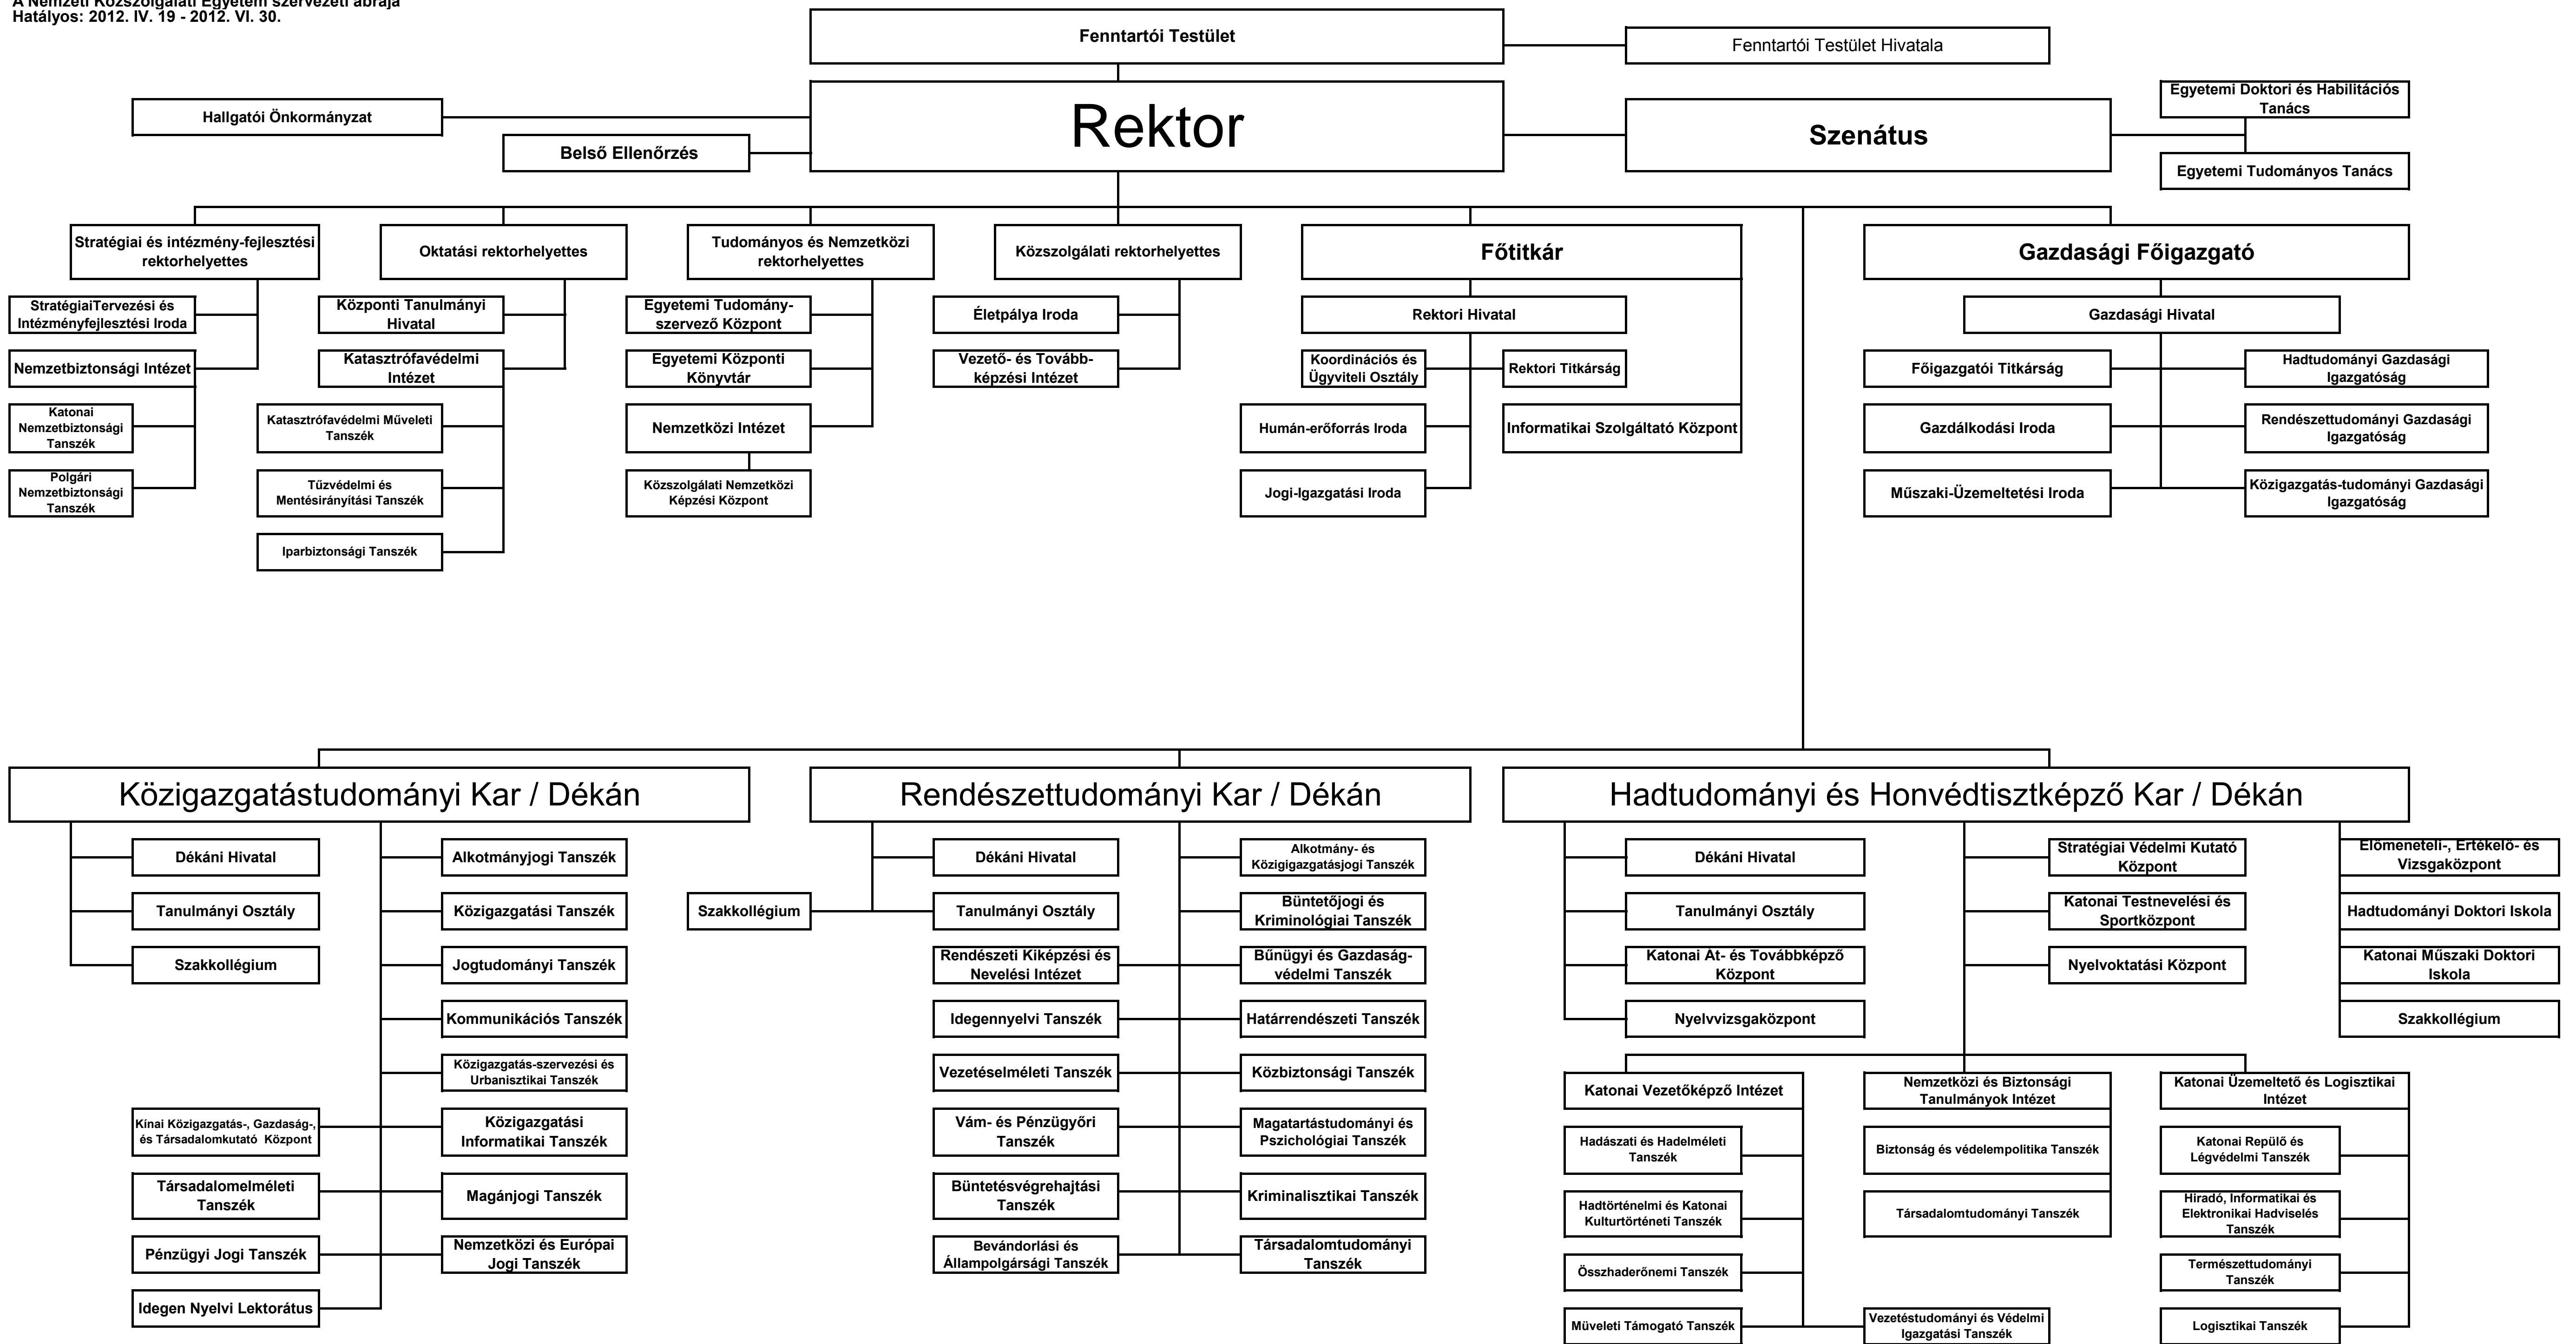 A Nemzeti Közszolgálati Egyetem szervezeti ábrája
Hatályos: 2012. IV. 19 - 2012. VI. 30.
Fenntartói Testület
Fenntartói Testület Hivatala
Rektor
Hallgatói Önkormányzat
Belső Ellenőrzés
Szenátus
Egyetemi Doktori és Habilitációs
Tanács
Egyetemi Tudományos Tanács
Stratégiai és intézmény-fejlesztési
rektorhelyettes
Oktatási rektorhelyettes
Tudományos és Nemzetközi
rektorhelyettes
Közszolgálati rektorhelyettes
Főtitkár
Gazdasági Főigazgató
StratégiaiTervezési és
Intézményfejlesztési Iroda
Központi Tanulmányi
Hivatal
Egyetemi Tudomány-
szervező Központ
Életpálya Iroda
Rektori Hivatal
Gazdasági Hivatal
Nemzetbiztonsági Intézet
Katasztrófavédelmi
Intézet
Egyetemi Központi
Könyvtár
Vezető- és Tovább-
képzési Intézet
Koordinációs és
Ügyviteli Osztály
Rektori Titkárság
Főigazgatói Titkárság
Hadtudományi Gazdasági
Igazgatóság
Katonai
Nemzetbiztonsági
Tanszék
Katasztrófavédelmi Műveleti
Tanszék
Nemzetközi Intézet
Humán-erőforrás Iroda
Informatikai Szolgáltató Központ
Gazdálkodási Iroda
Rendészettudományi Gazdasági
Igazgatóság
Polgári
Nemzetbiztonsági
Tanszék
Tűzvédelmi és
Mentésirányítási Tanszék
Közszolgálati Nemzetközi
Képzési Központ
Jogi-Igazgatási Iroda
Műszaki-Üzemeltetési Iroda
Közigazgatás-tudományi Gazdasági
Igazgatóság
Iparbiztonsági Tanszék
Közigazgatástudományi Kar / Dékán
Rendészettudományi Kar / Dékán
Hadtudományi és Honvédtisztképző Kar / Dékán
Dékáni Hivatal
Alkotmányjogi Tanszék
Tanulmányi Osztály
Közigazgatási Tanszék
Szakkollégium
Jogtudományi Tanszék
Kommunikációs Tanszék
Közigazgatás-szervezési és
Urbanisztikai Tanszék
Kínai Közigazgatás-, Gazdaság-,
és Társadalomkutató Központ
Közigazgatási
Informatikai Tanszék
Társadalomelméleti
Tanszék
Magánjogi Tanszék
Pénzügyi Jogi Tanszék
Nemzetközi és Európai
Jogi Tanszék
Idegen Nyelvi Lektorátus
Dékáni Hivatal
Alkotmány- és
Közigigazgatásjogi Tanszék
Szakkollégium
Tanulmányi Osztály
Büntetőjogi és
Kriminológiai Tanszék
Rendészeti Kiképzési és
Nevelési Intézet
Bűnügyi és Gazdaság-
védelmi Tanszék
Idegennyelvi Tanszék
Határrendészeti Tanszék
Vezetéselméleti Tanszék
Közbiztonsági Tanszék
Vám- és Pénzügyőri
Tanszék
Magatartástudományi és
Pszichológiai Tanszék
Büntetésvégrehajtási
Tanszék
Kriminalisztikai Tanszék
Bevándorlási és
Állampolgársági Tanszék
Társadalomtudományi
Tanszék
Dékáni Hivatal
Stratégiai Védelmi Kutató
Központ
Előmeneteli-, Értékelő- és
Vizsgaközpont
Tanulmányi Osztály
Katonai Testnevelési és
Sportközpont
Hadtudományi Doktori Iskola
Katonai Át- és Továbbképző
Központ
Nyelvoktatási Központ
Katonai Műszaki Doktori
Iskola
Nyelvvizsgaközpont
Szakkollégium
Katonai Vezetőképző Intézet
Nemzetközi és Biztonsági
Tanulmányok Intézet
Katonai Üzemeltető és Logisztikai
Intézet
Hadászati és Hadelméleti
Tanszék
Biztonság és védelempolitika Tanszék
Katonai Repülő és
Légvédelmi Tanszék
Hadtörténelmi és Katonai
Kulturtörténeti Tanszék
Társadalomtudományi Tanszék
Hiradó, Informatikai és
Elektronikai Hadviselés
Tanszék
Összhaderőnemi Tanszék
Természettudományi
Tanszék
Műveleti Támogató Tanszék
Vezetéstudományi és Védelmi
Igazgatási Tanszék
Logisztikai Tanszék